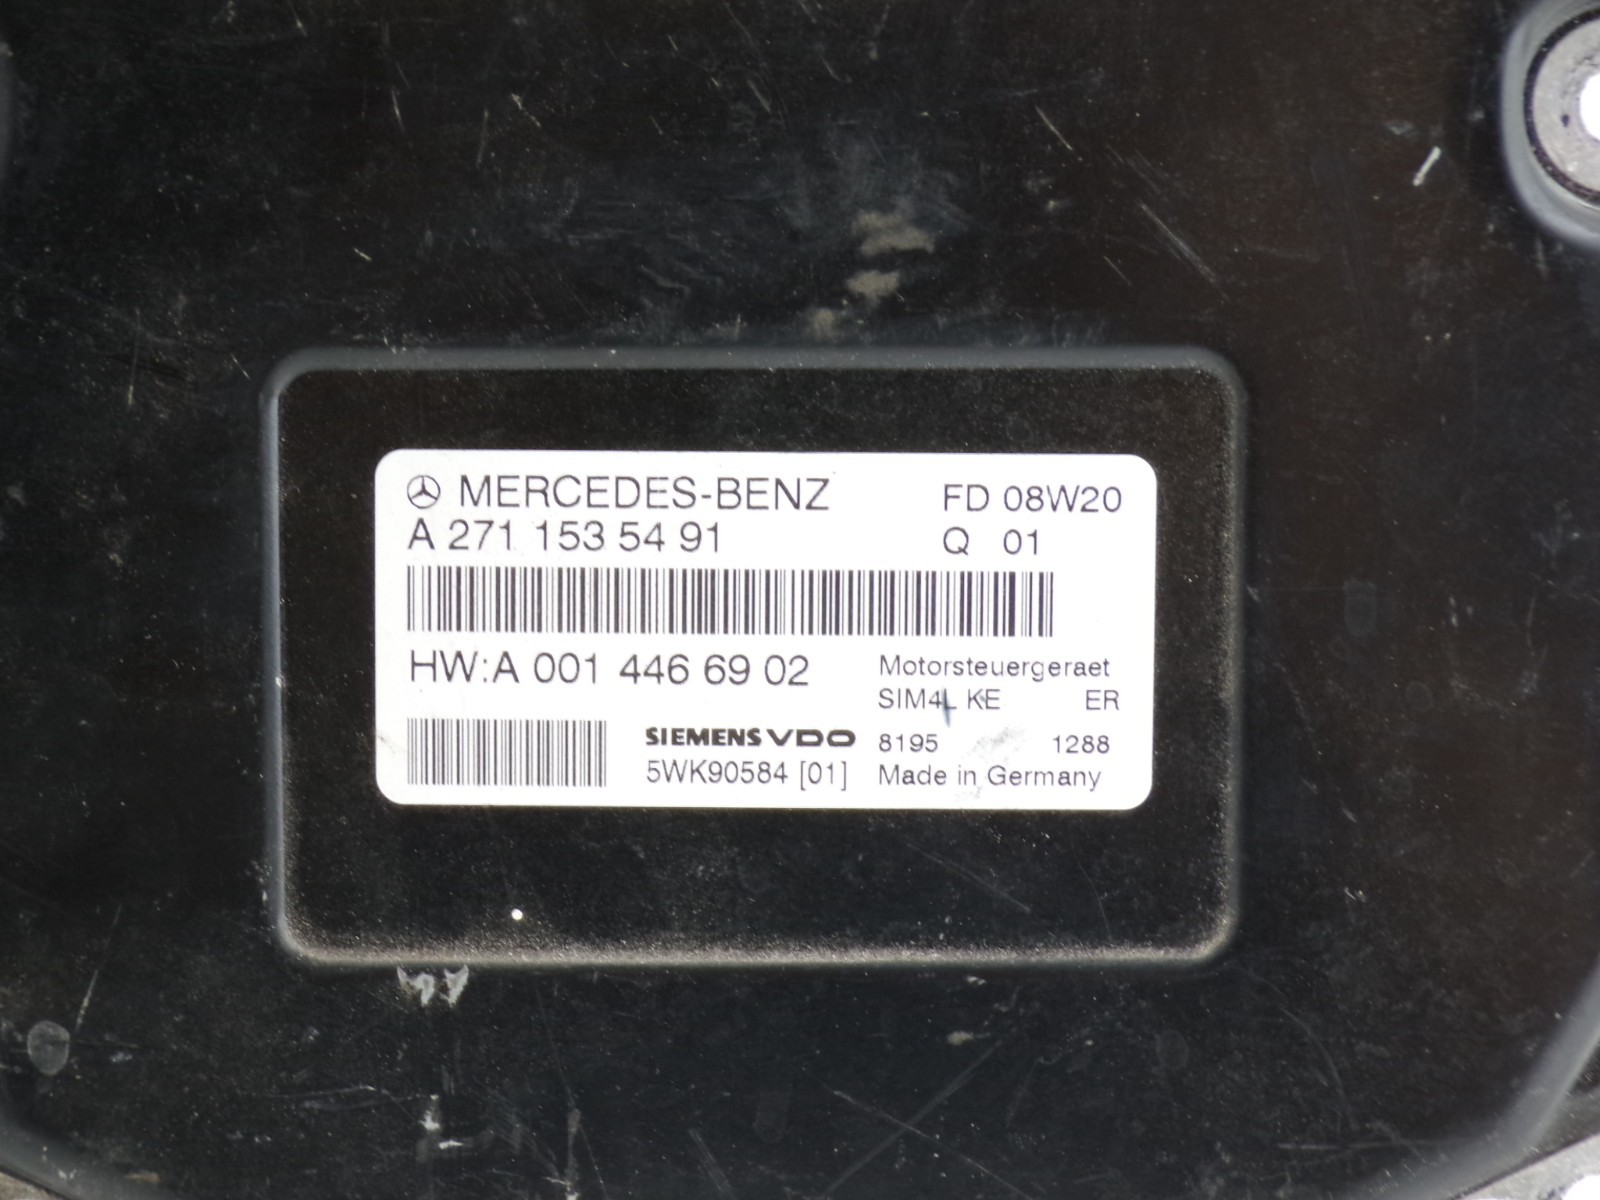 MERCEDES-BENZ FD 08W20
A 271 153 54 91 Q 01
HW:A 001 446 69 02 Motorsteuergeraet
SIM4L KE ER
SIEMENS VDO 8195 1288
5WK90584 [01] Made in Germany